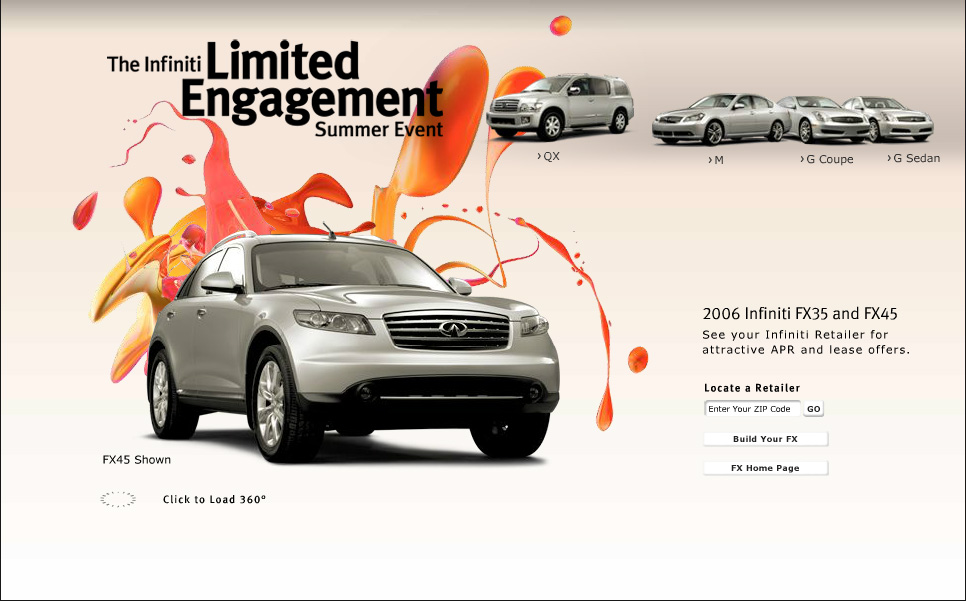 The Infiniti Limited
Engagement
Summer Event
› QX
› M
› G Coupe
› G Sedan
2006 Infiniti FX35 and FX45
See your Infiniti Retailer for
attractive APR and lease offers.
Locate a Retailer
Enter Your ZIP Code GO
Build Your FX
FX Home Page
FX45 Shown
Click to Load 360°